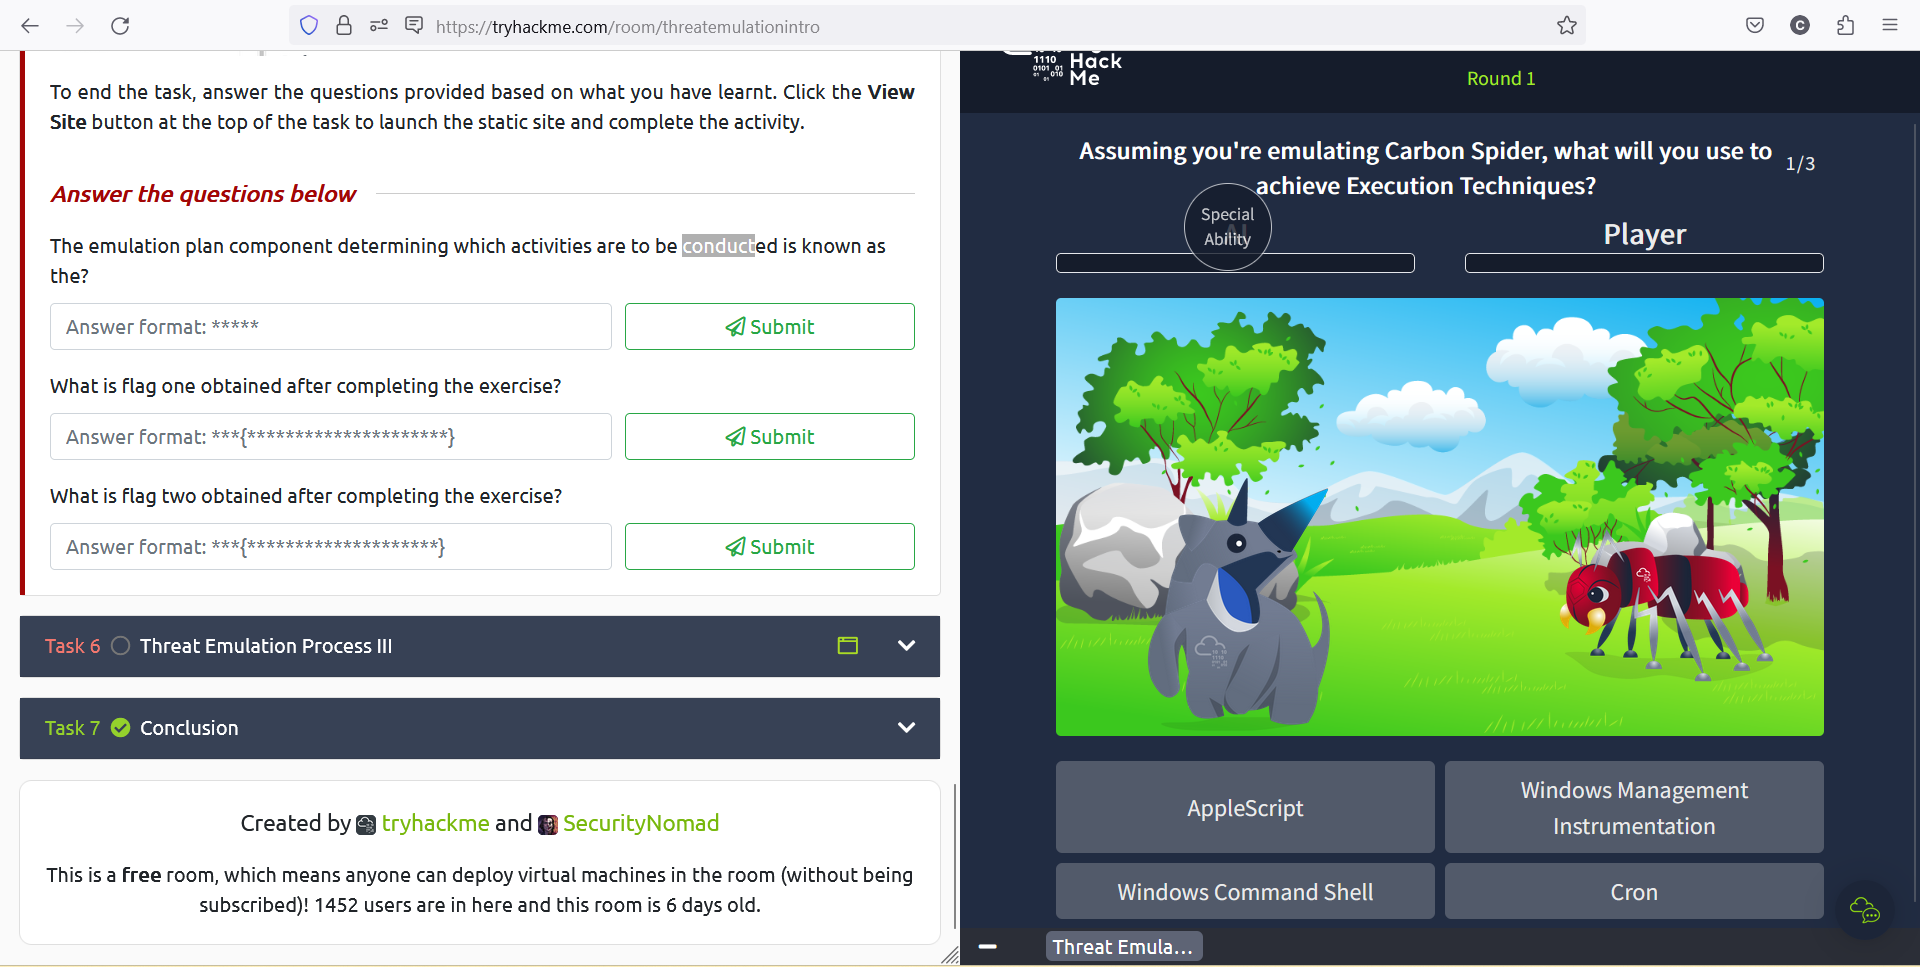 https://tryhackme.com/room/threatemulationintro
C
To end the task, answer the questions provided based on what you have learnt. Click the View
Site button at the top of the task to launch the static site and complete the activity.
Answer the questions below
The emulation plan component determining which activities are to be conducted is known as
the?
Answer format: *****
Submit
What is flag one obtained after completing the exercise?
Answer format: ***{*********************}
Submit
What is flag two obtained after completing the exercise?
Answer format: ***{********************}
Submit
Task 6 Threat Emulation Process III
Task 7 Conclusion
Created by tryhackme and SecurityNomad
This is a free room, which means anyone can deploy virtual machines in the room (without being
subscribed)! 1452 users are in here and this room is 6 days old.
1110
0101 01
01 010
01
Hack
Me
Round 1
Assuming you're emulating Carbon Spider, what will you use to
achieve Execution Techniques?
1/3
Special
Ability
AI
Player
AppleScript
Windows Management
Instrumentation
Windows Command Shell
Cron
Threat Emula...